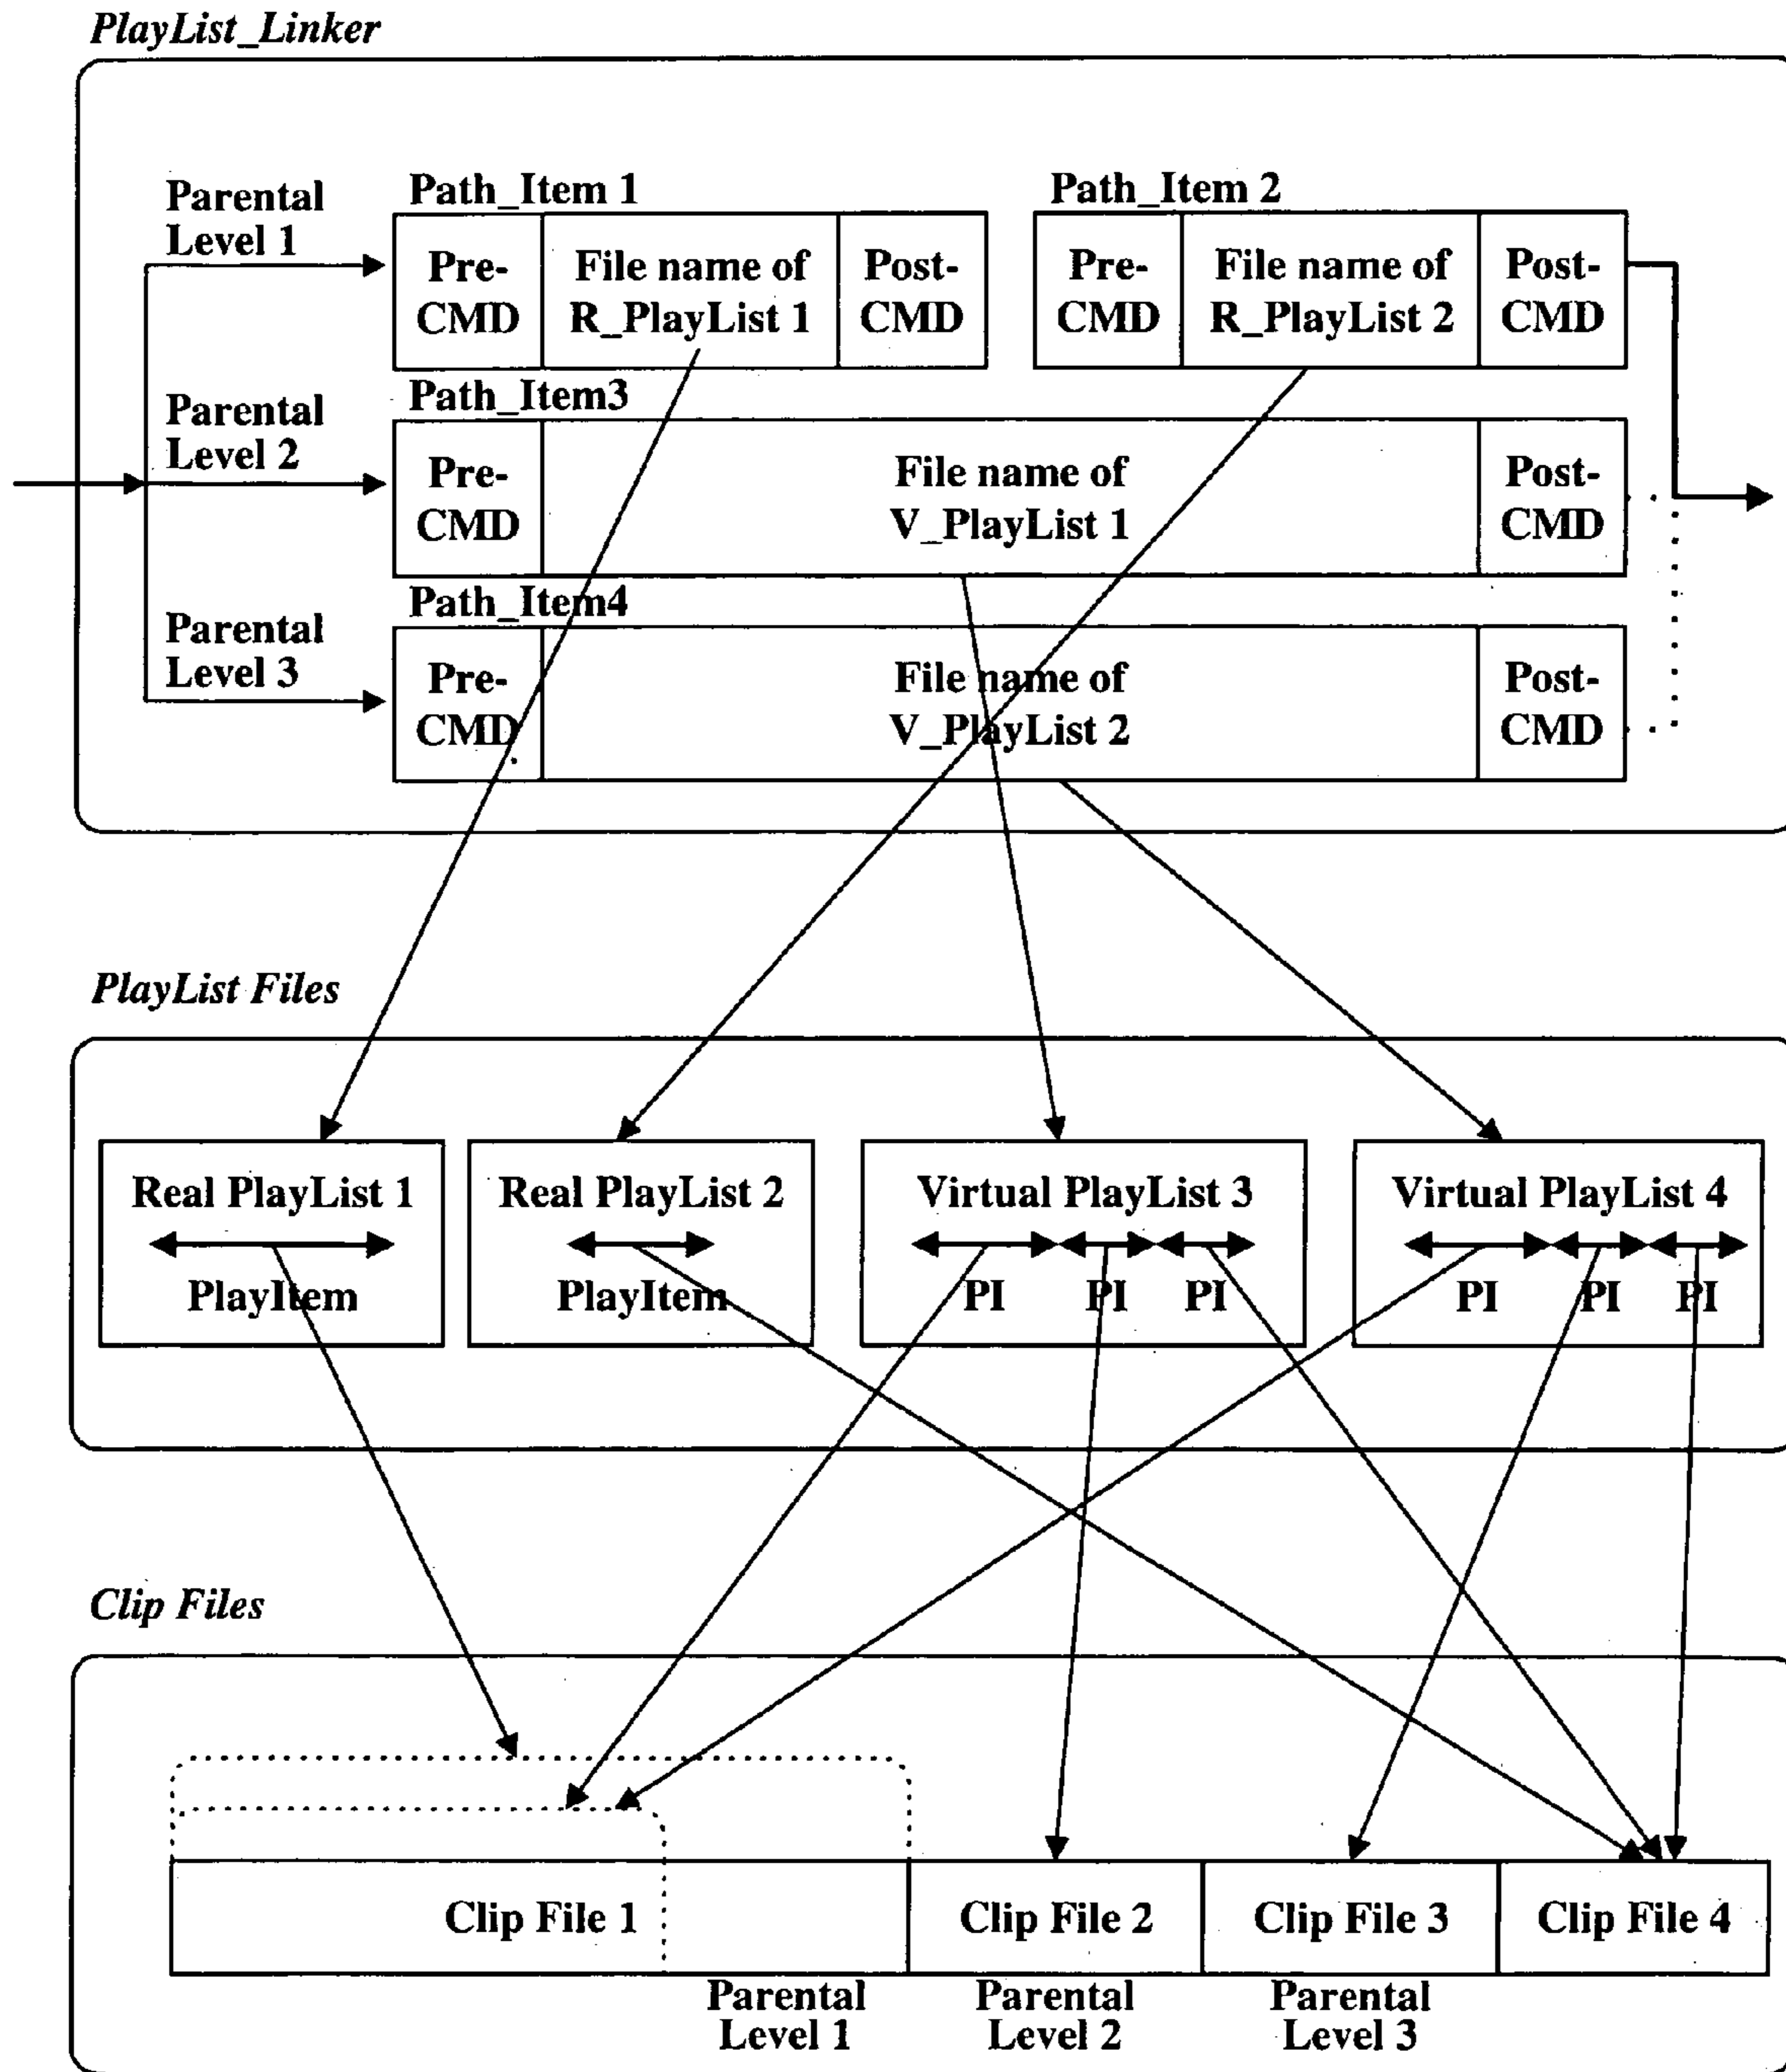 PlayList_Linker
Parental
Level 1
Path_Item 1
Pre-
CMD
File name of
R_PlayList 1
Post-
CMD
Path_Item 2
Pre-
CMD
File name of
R_PlayList 2
Post-
CMD
Parental
Level 2
Path_Item3
Pre-
CMD
File name of
V_PlayList 1
Post-
CMD
Parental
Level 3
Path_Item4
Pre-
CMD
File name of
V_PlayList 2
Post-
CMD
PlayList Files
Real PlayList 1
PlayItem
Real PlayList 2
PlayItem
Virtual PlayList 3
PI PI PI
Virtual PlayList 4
PI PI PI
Clip Files
Clip File 1
Clip File 2
Clip File 3
Clip File 4
Parental
Level 1
Parental
Level 2
Parental
Level 3